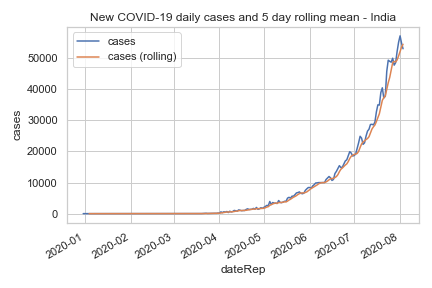 New COVID-19 daily cases and 5 day rolling mean - India
cases
cases (rolling)
50000
40000
30000
20000
10000
0
cases
2020-01
2020-02
2020-03
2020-04
2020-05
2020-06
2020-07
2020-08
dateRep